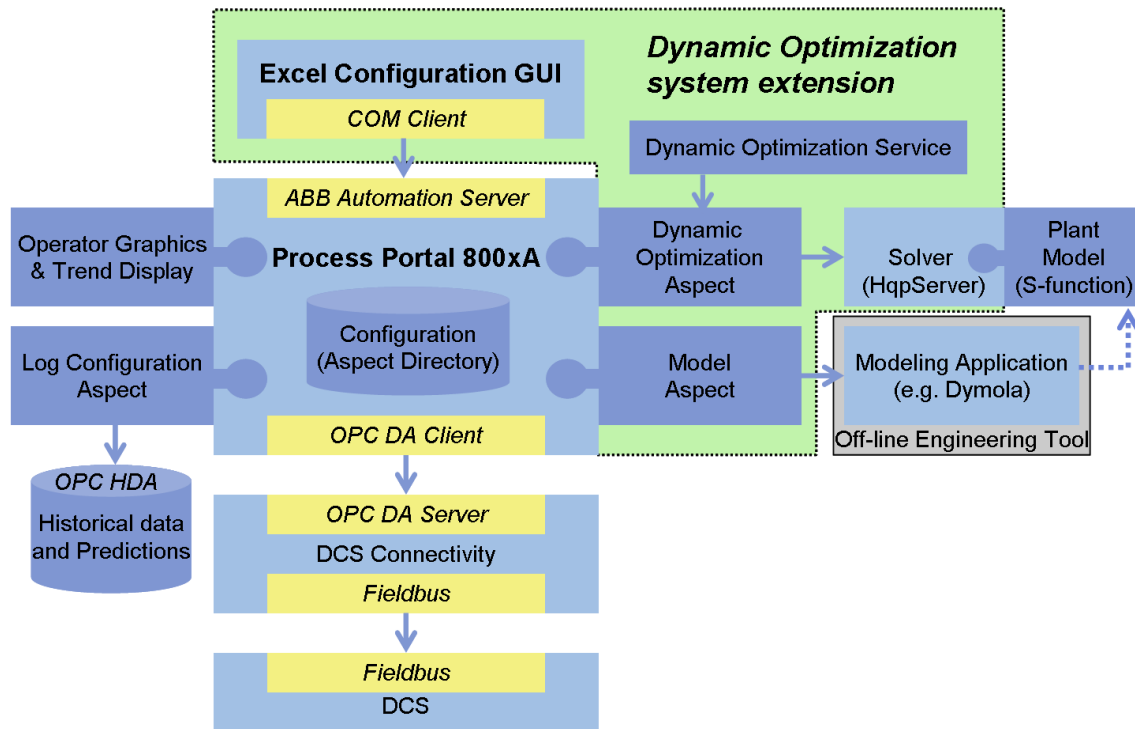 Dynamic Optimization
system extension
Excel Configuration GUI
COM Client
Dynamic Optimization Service
ABB Automation Server
Operator Graphics
& Trend Display
Process Portal 800xA
Dynamic
Optimization
Aspect
Solver
(HqpServer)
Plant
Model
(S-function)
Configuration
(Aspect Directory)
Log Configuration
Aspect
Model
Aspect
Modeling Application
(e.g. Dymola)
Off-line Engineering Tool
OPC DA Client
OPC HDA
Historical data
and Predictions
OPC DA Server
DCS Connectivity
Fieldbus
Fieldbus
DCS